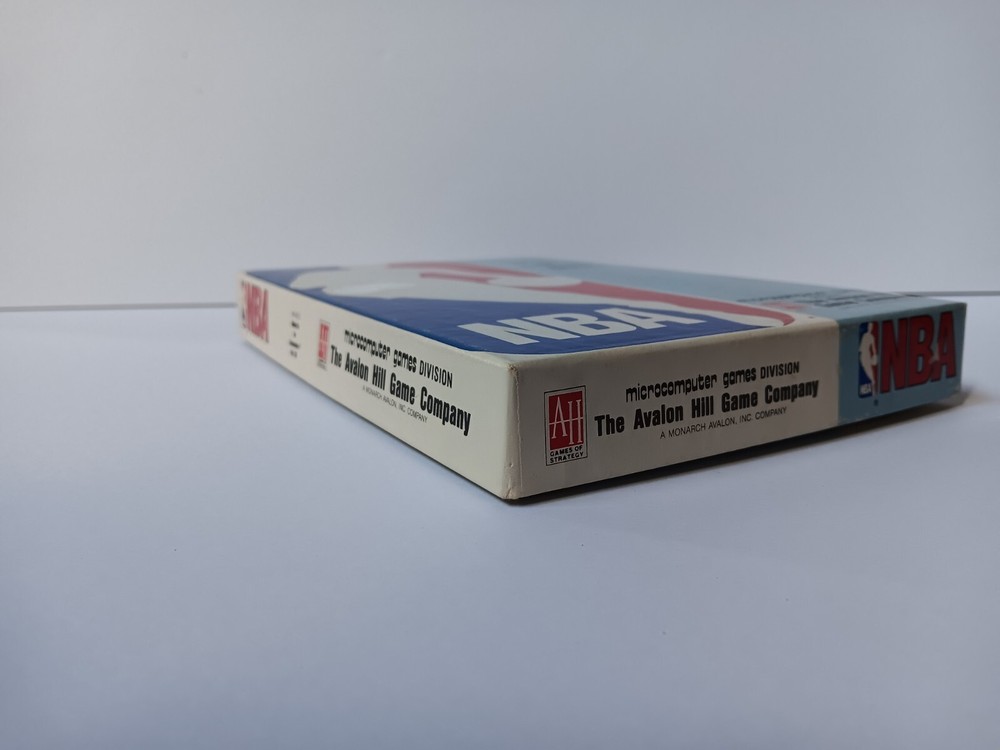 NBA
NBA
microcomputer games DIVISION
The Avalon Hill Game Company
A MONARCH AVALON, INC. COMPANY
AH
GAMES OF
STRATEGY
microcomputer games DIVISION
The Avalon Hill Game Company
A MONARCH AVALON, INC. COMPANY
NBA
NBA